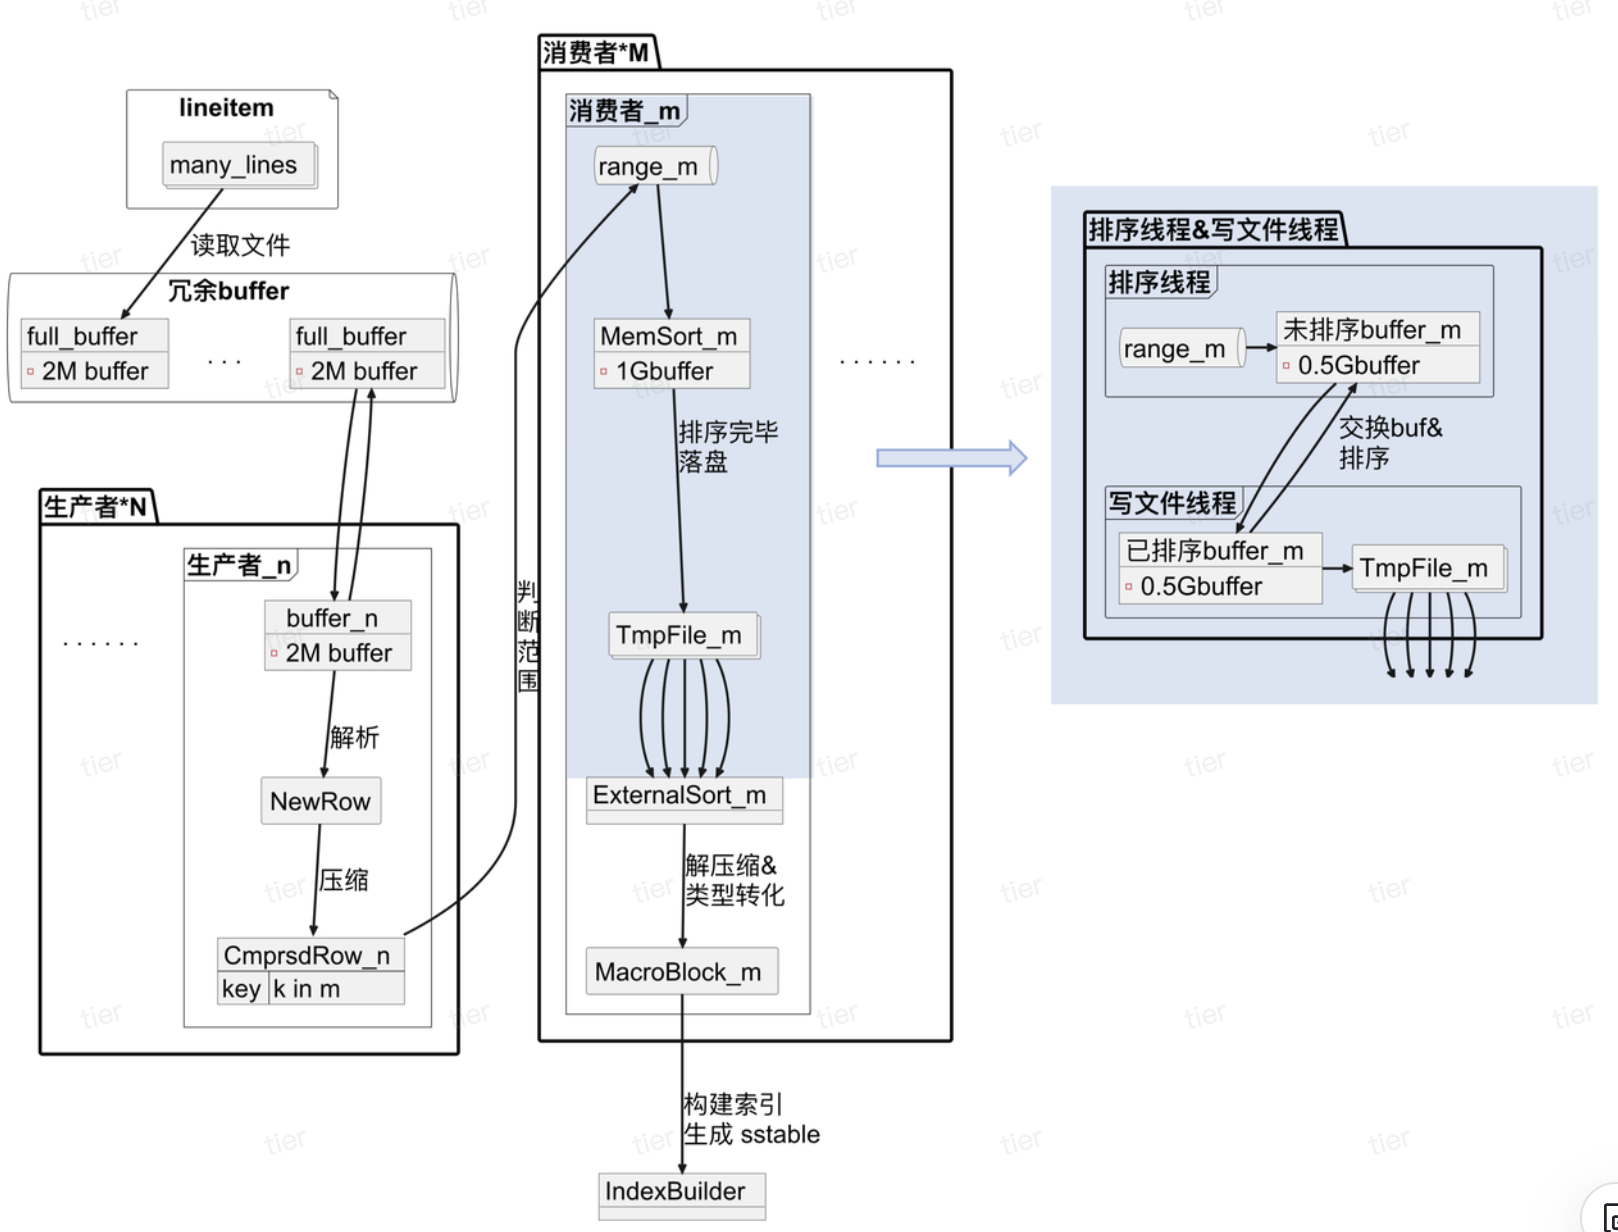 lineitem
many_lines
读取文件
冗余buffer
full_buffer
2M buffer
. . .
full_buffer
2M buffer
生产者*N
生产者_n
. . . . . .
buffer_n
2M buffer
解析
NewRow
压缩
CmprsdRow_n
key k in m
判
断
范
围
消费者*M
消费者_m
range_m
MemSort_m
1Gbuffer
. . . . . .
排序完毕
落盘
TmpFile_m
ExternalSort_m
解压缩&
类型转化
MacroBlock_m
构建索引
生成 sstable
IndexBuilder
排序线程&写文件线程
排序线程
range_m
未排序buffer_m
0.5Gbuffer
交换buf&
排序
写文件线程
已排序buffer_m
0.5Gbuffer
TmpFile_m
tier